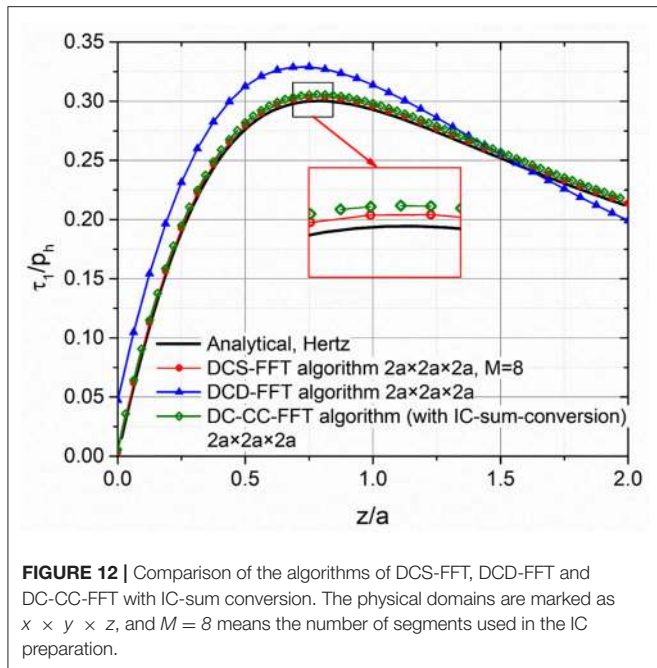 0.35
0.30
0.25
0.20
0.15
0.10
0.05
0.00
τ₁/pₕ
Analytical, Hertz
DCS-FFT algorithm 2a×2a×2a, M=8
DCD-FFT algorithm 2a×2a×2a
DC-CC-FFT algorithm (with IC-sum-conversion)
2a×2a×2a
0.0 0.5 1.0 1.5 2.0
z/a
FIGURE 12 | Comparison of the algorithms of DCS-FFT, DCD-FFT and
DC-CC-FFT with IC-sum conversion. The physical domains are marked as
x × y × z, and M = 8 means the number of segments used in the IC
preparation.